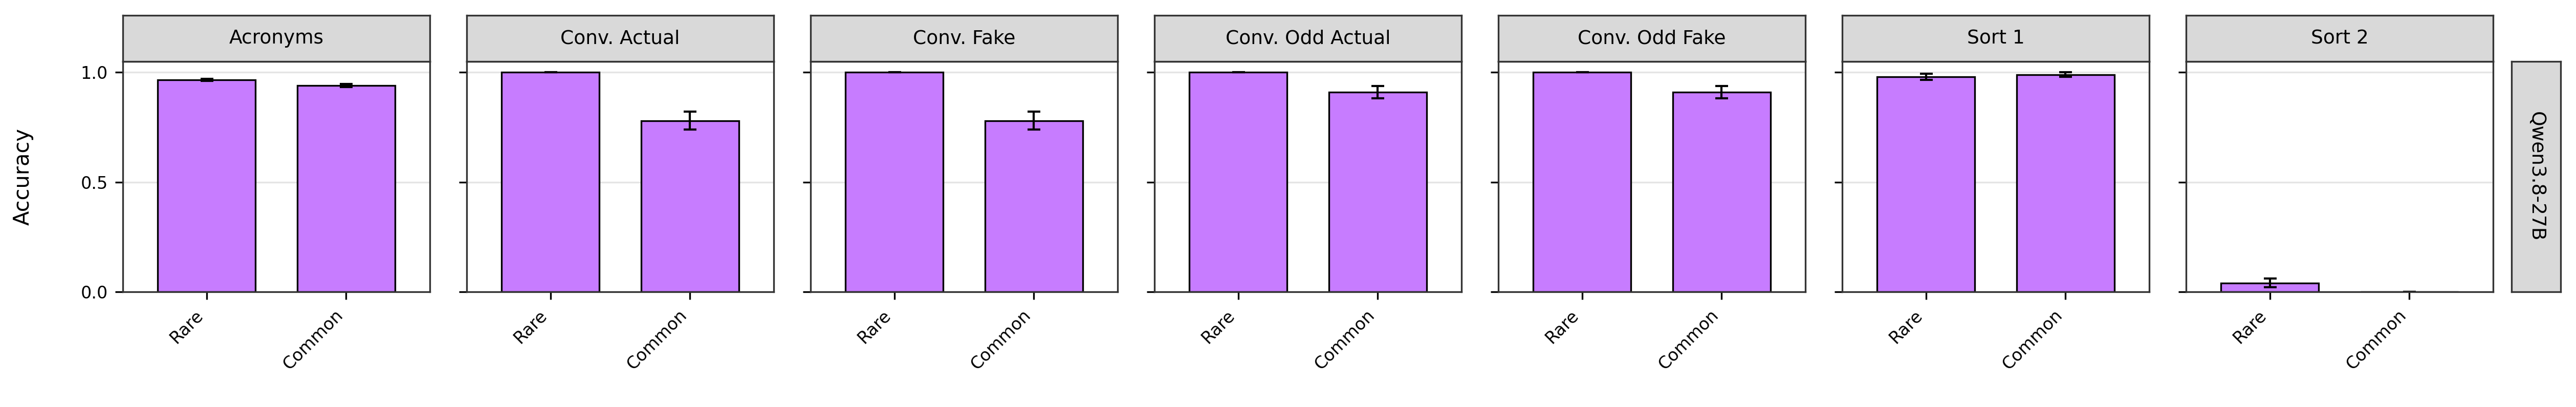 Acronyms
Conv. Actual
Conv. Fake
Conv. Odd Actual
Conv. Odd Fake
Sort 1
Sort 2
Accuracy
1.0
0.5
0.0
Qwen3.8-27B
Rare
Common
Rare
Common
Rare
Common
Rare
Common
Rare
Common
Rare
Common
Rare
Common